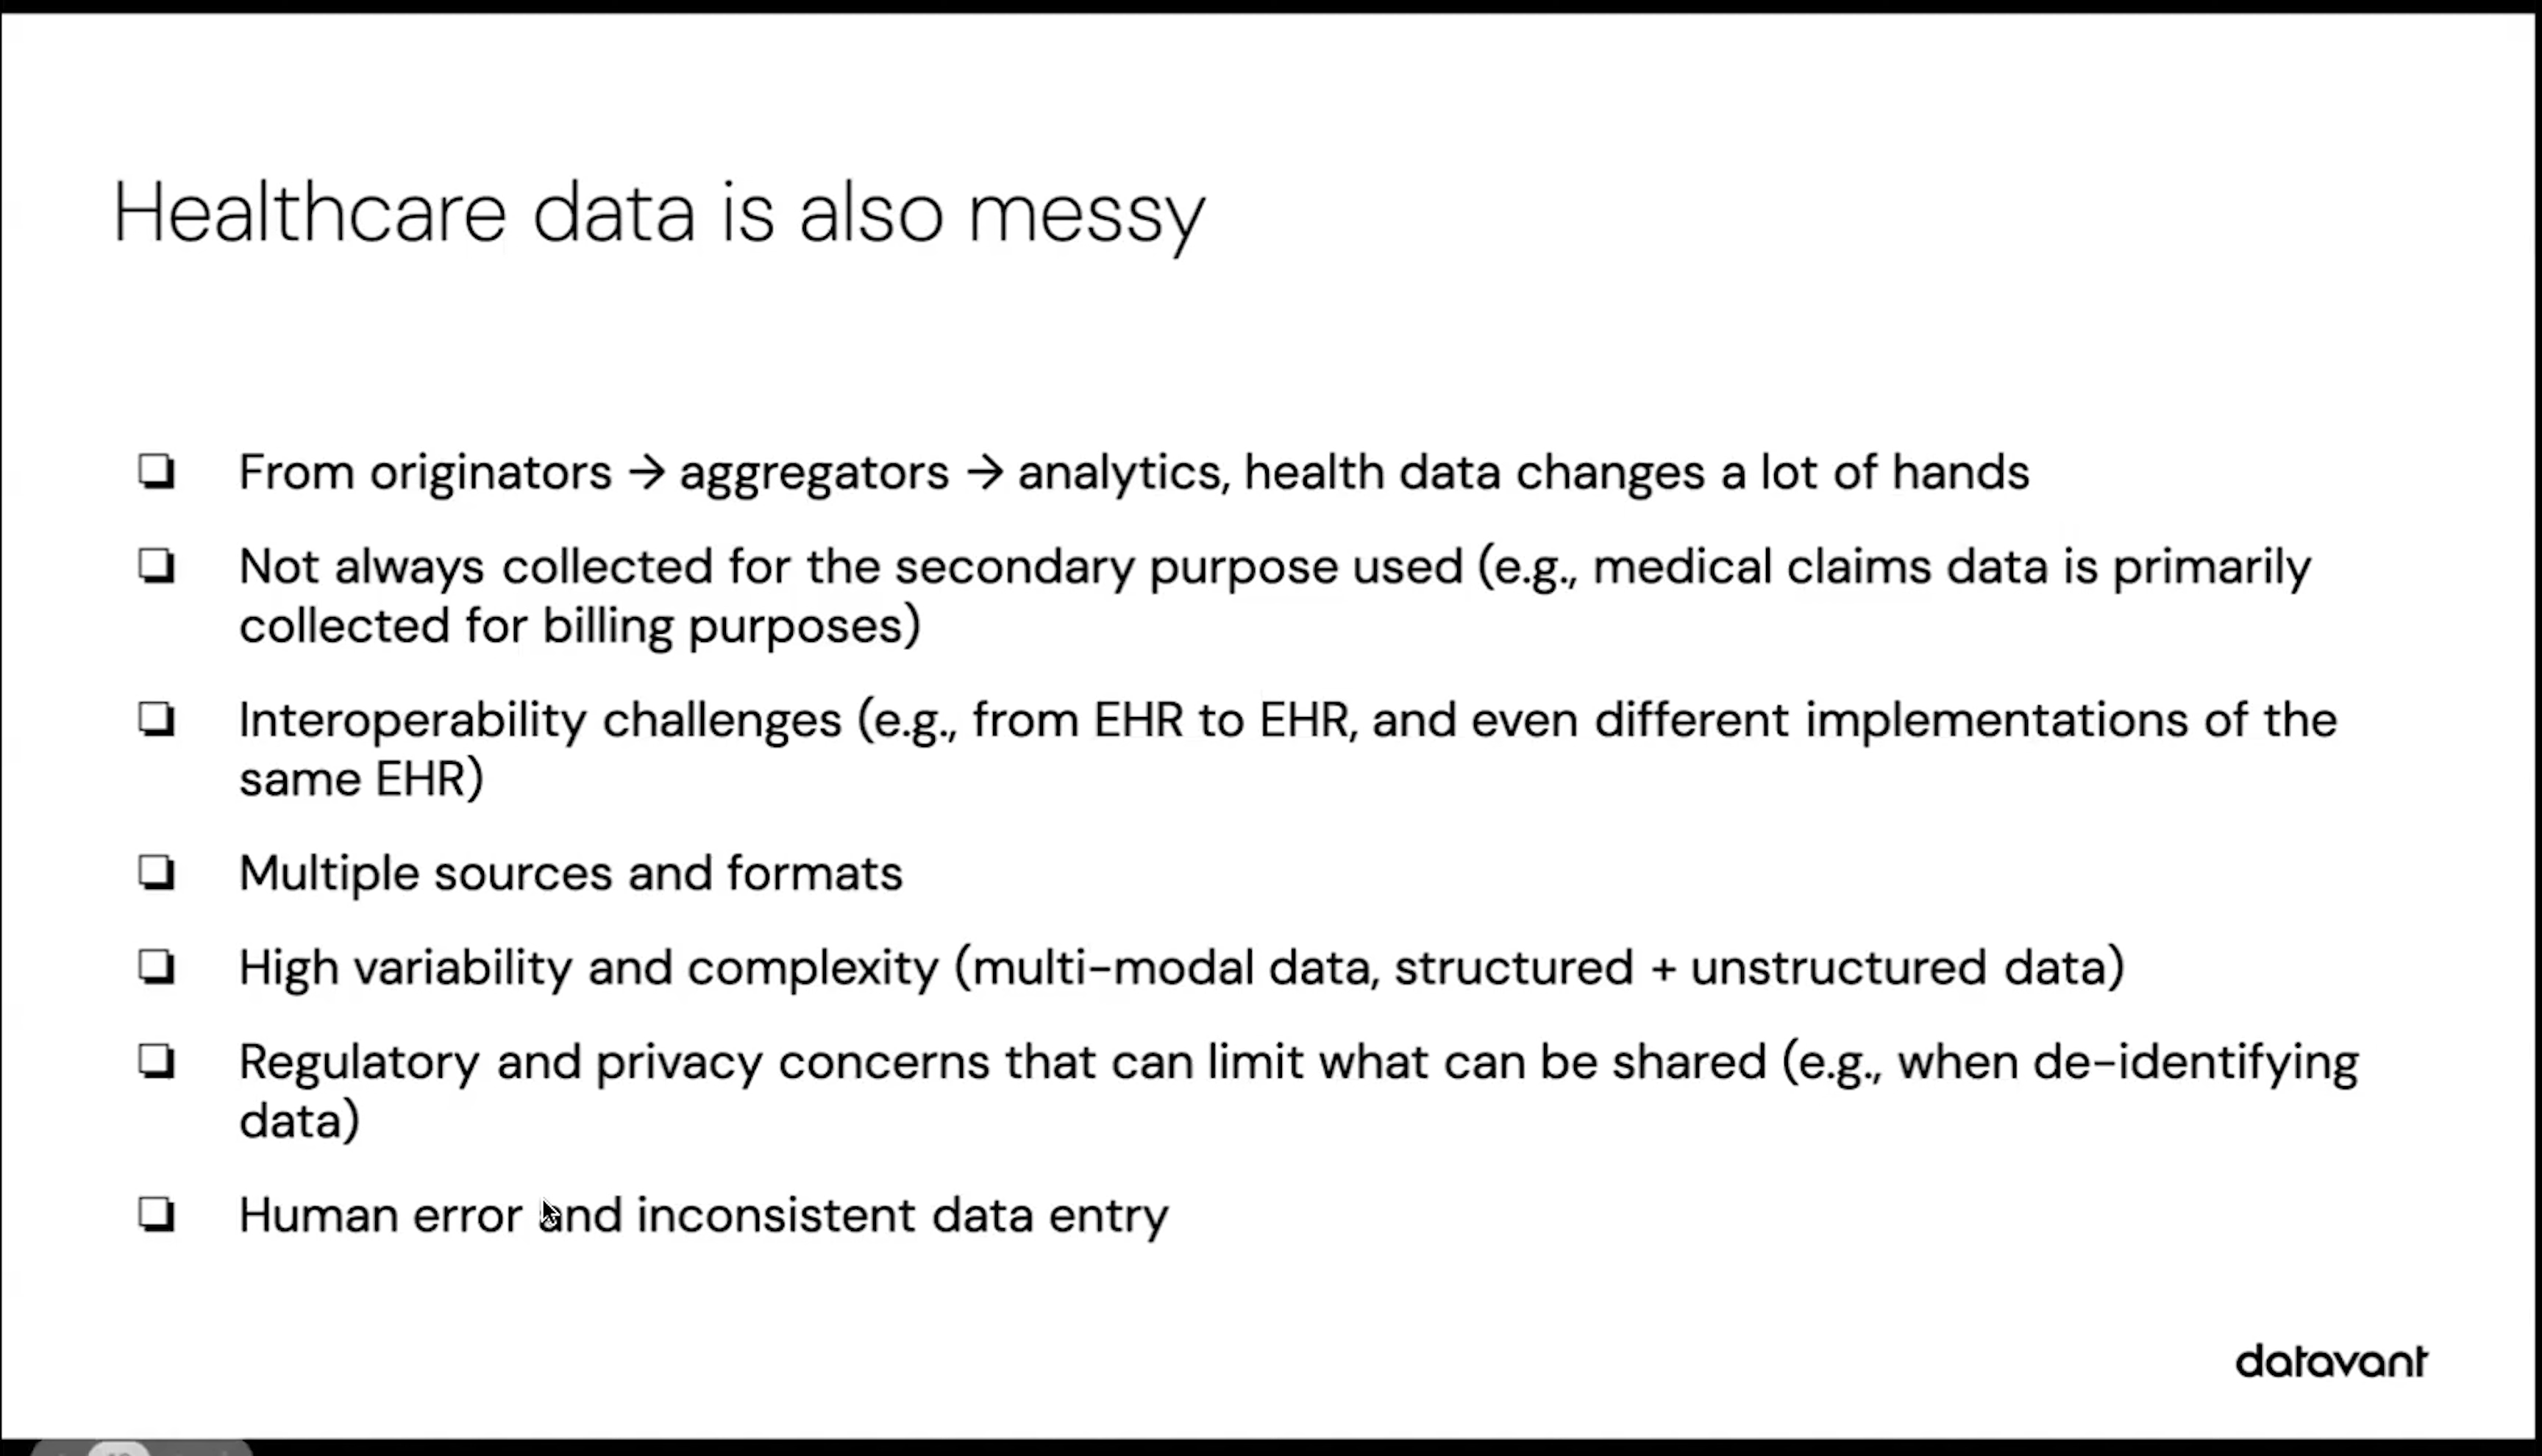 Healthcare data is also messy
From originators → aggregators → analytics, health data changes a lot of hands
Not always collected for the secondary purpose used (e.g., medical claims data is primarily
collected for billing purposes)
Interoperability challenges (e.g., from EHR to EHR, and even different implementations of the
same EHR)
Multiple sources and formats
High variability and complexity (multi-modal data, structured + unstructured data)
Regulatory and privacy concerns that can limit what can be shared (e.g., when de-identifying
data)
Human error and inconsistent data entry
datavant